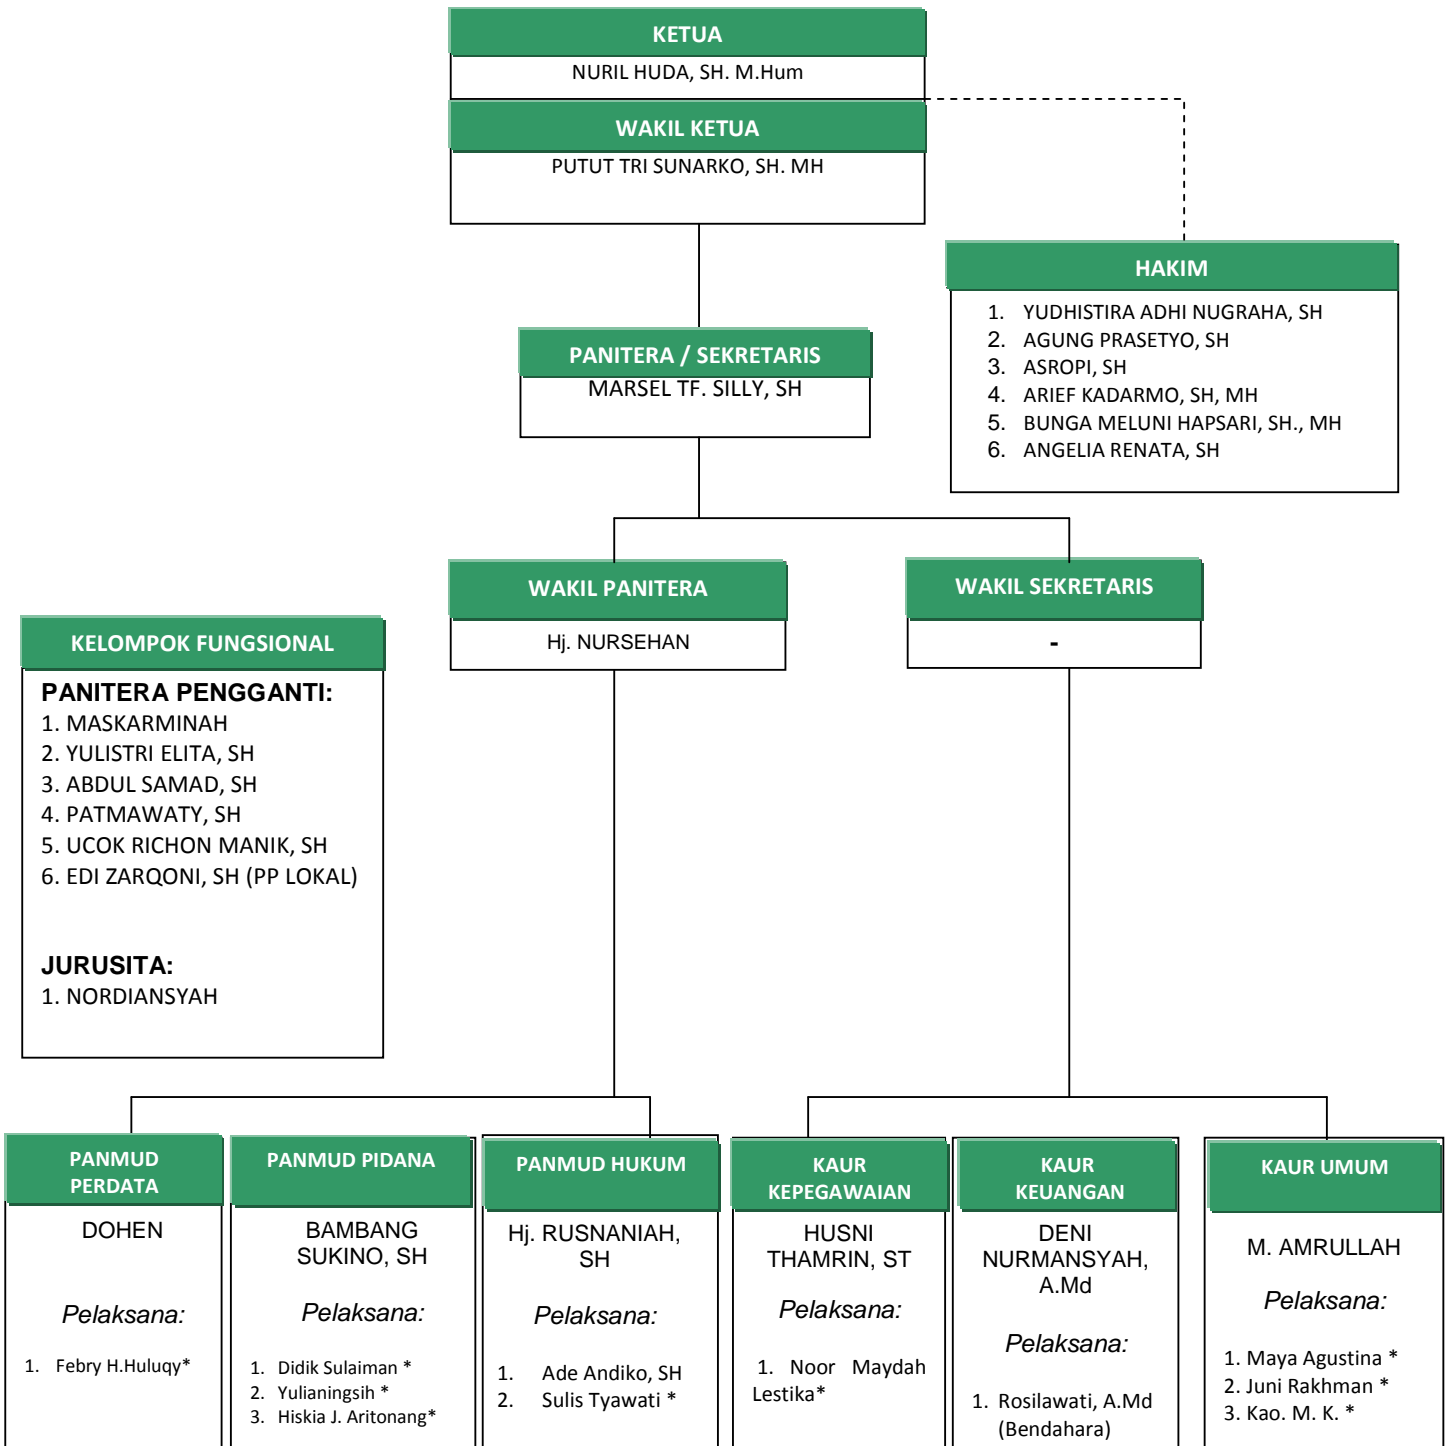 KETUA
NURIL HUDA, SH. M.Hum
WAKIL KETUA
PUTUT TRI SUNARKO, SH. MH
HAKIM
1. YUDHISTIRA ADHI NUGRAHA, SH
2. AGUNG PRASETYO, SH
3. ASROPI, SH
4. ARIEF KADARMO, SH, MH
5. BUNGA MELUNI HAPSARI, SH., MH
6. ANGELIA RENATA, SH
PANITERA / SEKRETARIS
MARSEL TF. SILLY, SH
WAKIL PANITERA
Hj. NURSEHAN
WAKIL SEKRETARIS
-
KELOMPOK FUNGSIONAL
PANITERA PENGGANTI:
1. MASKARMINAH
2. YULISTRI ELITA, SH
3. ABDUL SAMAD, SH
4. PATMAWATY, SH
5. UCOK RICHON MANIK, SH
6. EDI ZARQONI, SH (PP LOKAL)
JURUSITA:
1. NORDIANSYAH
PANMUD
PERDATA
DOHEN
Pelaksana:
1. Febry H.Huluqy*
PANMUD PIDANA
BAMBANG
SUKINO, SH
Pelaksana:
1. Didik Sulaiman *
2. Yulianingsih *
3. Hiskia J. Aritonang*
PANMUD HUKUM
Hj. RUSNANIAH,
SH
Pelaksana:
1. Ade Andiko, SH
2. Sulis Tyawati *
KAUR
KEPEGAWAIAN
HUSNI
THAMRIN, ST
Pelaksana:
1. Noor Maydah
Lestika*
KAUR
KEUANGAN
DENI
NURMANSYAH,
A.Md
Pelaksana:
1. Rosilawati, A.Md
(Bendahara)
KAUR UMUM
M. AMRULLAH
Pelaksana:
1. Maya Agustina *
2. Juni Rakhman *
3. Kao. M. K. *